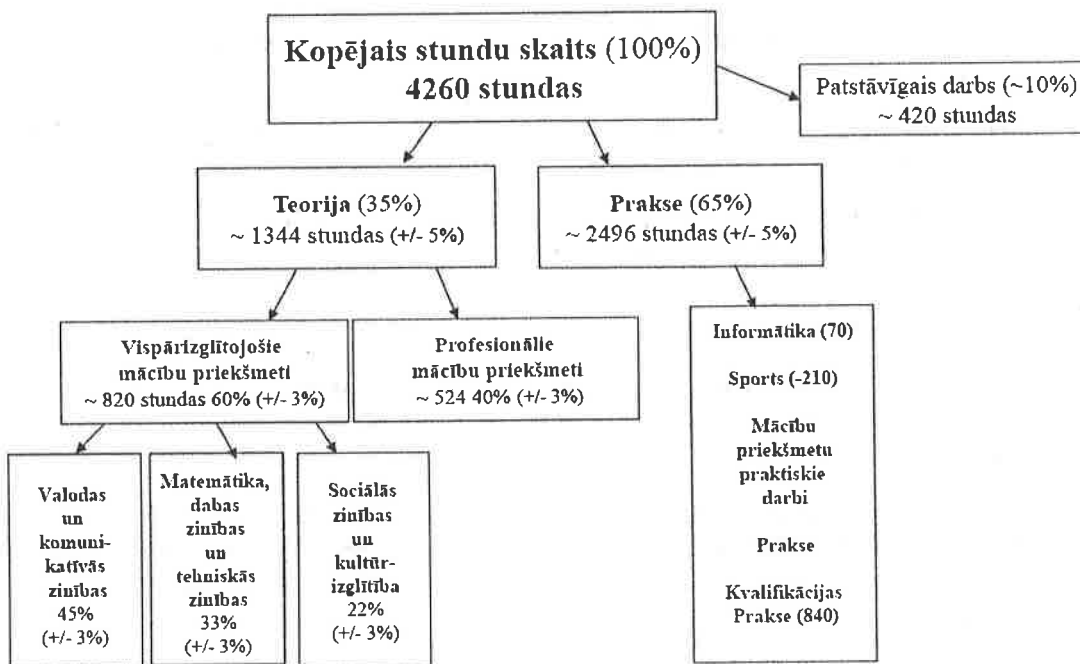 Kopējais stundu skaits (100%)
4260 stundas
Patstāvīgais darbs (~10%)
~ 420 stundas
Teorija (35%)
~ 1344 stundas (+/- 5%)
Prakse (65%)
~ 2496 stundas (+/- 5%)
Vispārizglītojošie
mācību priekšmeti
~ 820 stundas 60% (+/- 3%)
Profesionālie
mācību priekšmeti
~ 524 40% (+/- 3%)
Valodas
un
komuni-
katīvās
zinības
45%
(+/- 3%)
Matemātika,
dabas
zinības
un
tehniskās
zinības
33%
(+/- 3%)
Sociālās
zinības
un
kultūr-
izglītība
22%
(+/- 3%)
Informātika (70)
Sports (-210)
Mācību
priekšmetu
praktiskie
darbi
Prakse
Kvalifikācijas
Prakse (840)